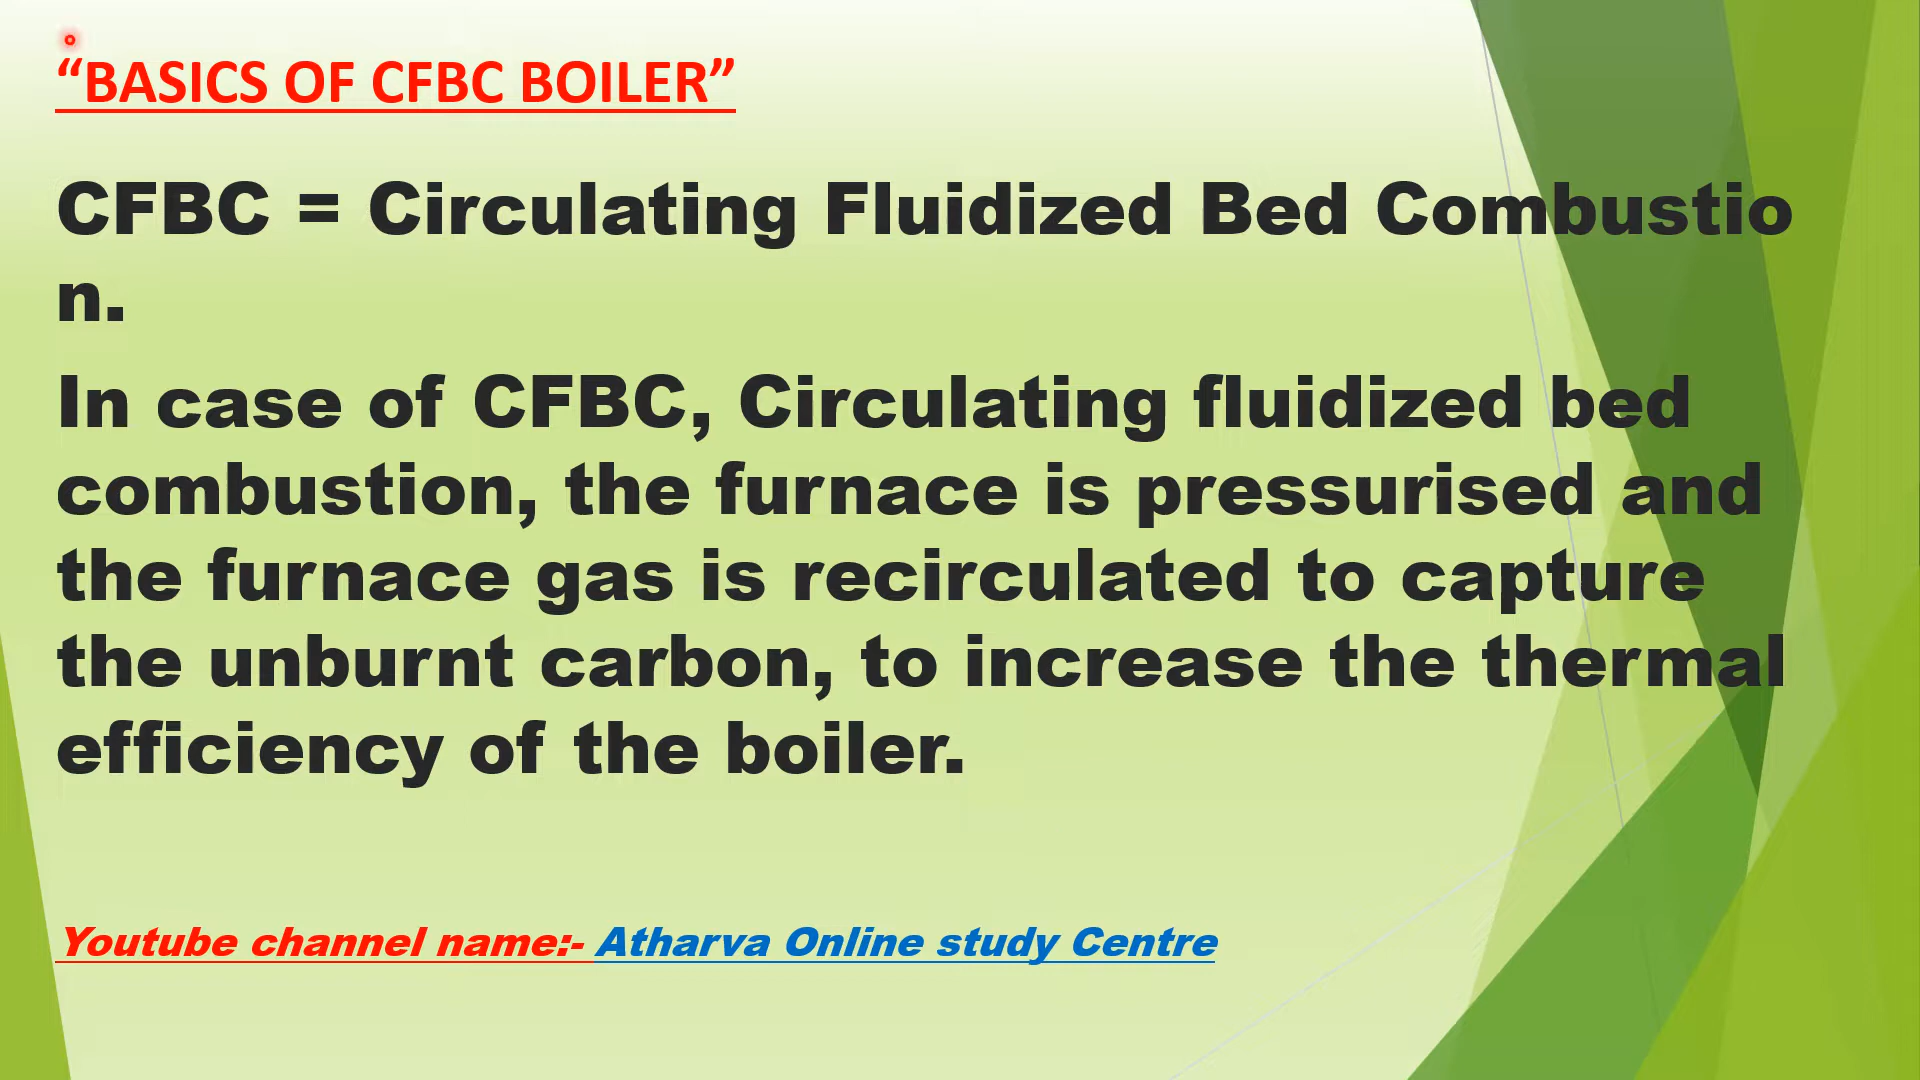 “BASICS OF CFBC BOILER”
CFBC = Circulating Fluidized Bed Combustio
n.
In case of CFBC, Circulating fluidized bed
combustion, the furnace is pressurised and
the furnace gas is recirculated to capture
the unburnt carbon, to increase the thermal
efficiency of the boiler.
Youtube channel name:- Atharva Online study Centre